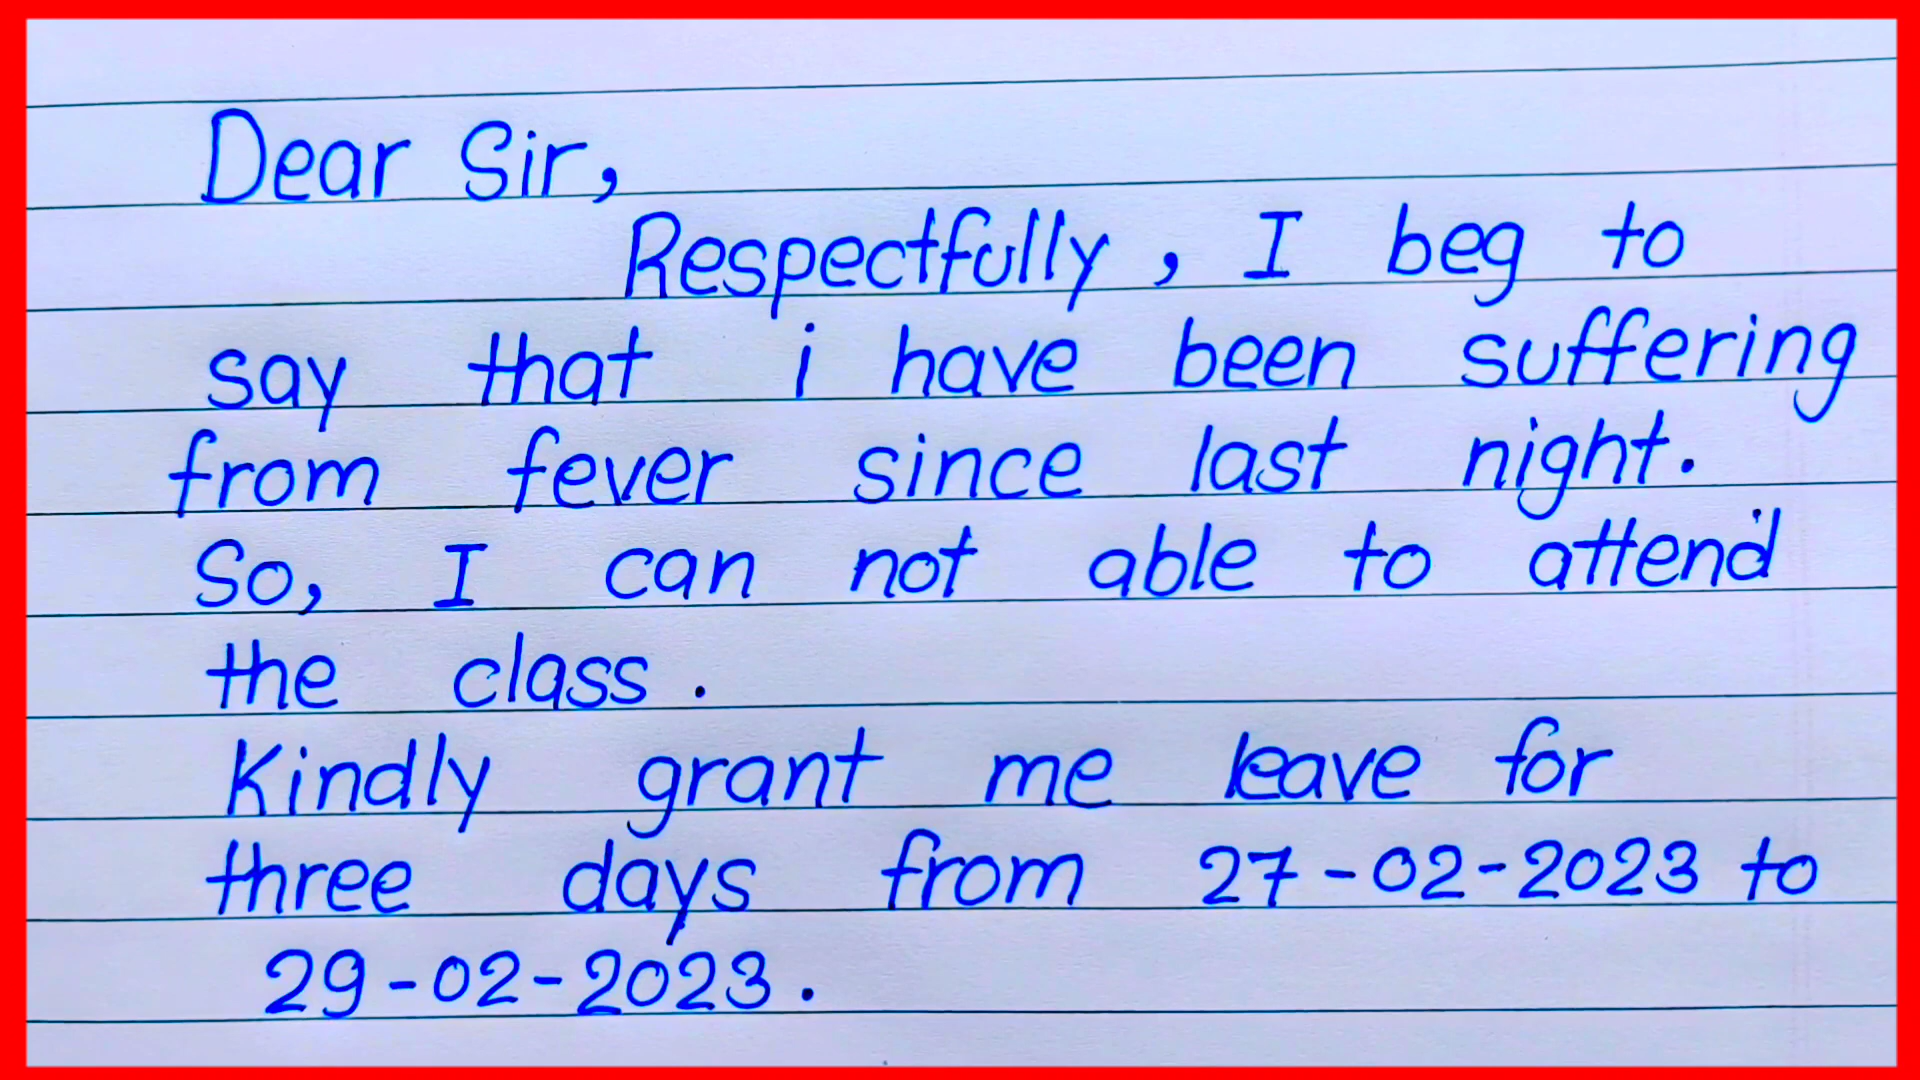 Dear Sir,
Respectfully, I beg to
say that i have been suffering
from fever since last night.
So, I can not able to attend
the class.
Kindly grant me leave for
three days from 27-02-2023 to
29-02-2023.